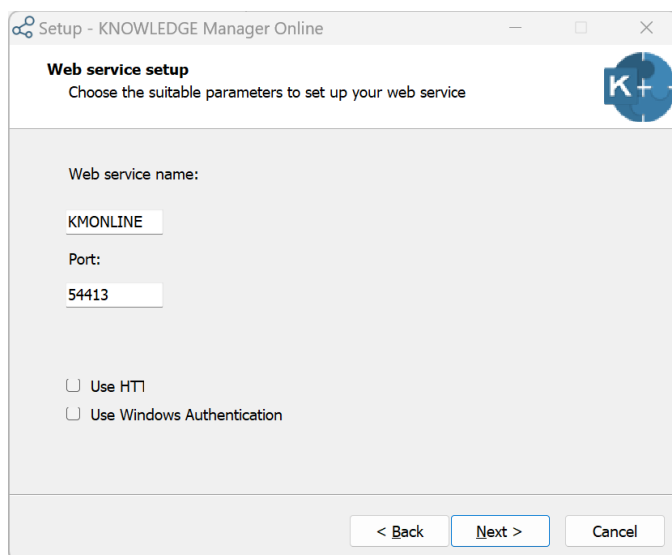 Setup - KNOWLEDGE Manager Online
Web service setup
Choose the suitable parameters to set up your web service
K
Web service name:
KMONLINE
Port:
54413
Use
Use Windows Authentication
< Back Next > Cancel